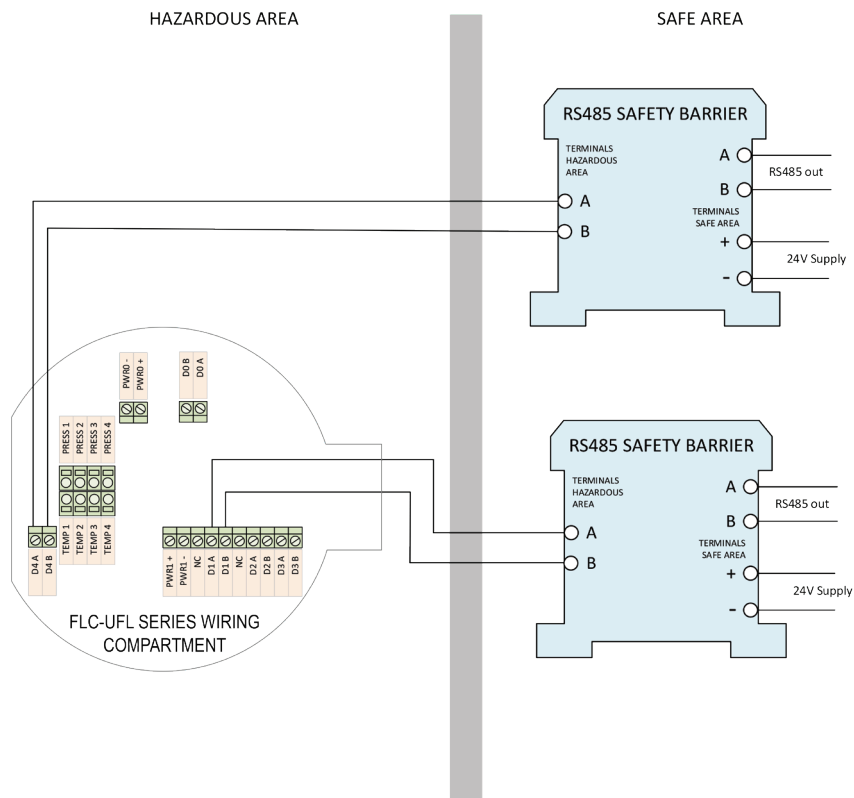 HAZARDOUS AREA
SAFE AREA
RS485 SAFETY BARRIER
TERMINALS
HAZARDOUS
AREA
A
B
A
RS485 out
B
TERMINALS
SAFE AREA
+
24V Supply
-
PWR0 -
PWR0 +
D0 B
D0 A
PRESS 1
PRESS 2
PRESS 3
PRESS 4
TEMP 1
TEMP 2
TEMP 3
TEMP 4
D4 A
D4 B
PWR1 +
PWR1 -
NC
D1 A
D1 B
NC
D2 A
D2 B
D3 A
D3 B
FLC-UFL SERIES WIRING
COMPARTMENT
RS485 SAFETY BARRIER
TERMINALS
HAZARDOUS
AREA
A
B
A
RS485 out
B
TERMINALS
SAFE AREA
+
24V Supply
-